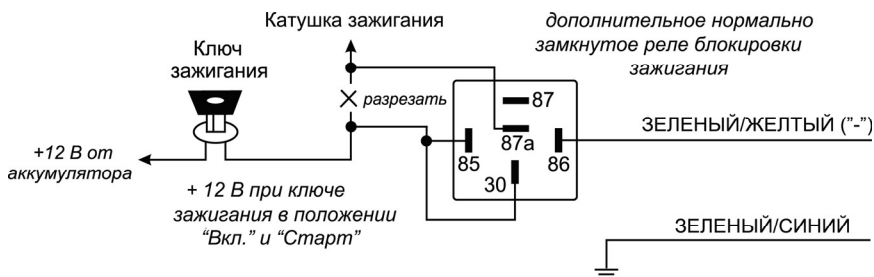 Катушка зажигания
дополнительное нормально
замкнутое реле блокировки
зажигания
Ключ
зажигания
разрезать
87
ЗЕЛЕНЫЙ/ЖЕЛТЫЙ ("-")
87а
+12 В от
аккумулятора
85
86
30
+ 12 В при ключе
зажигания в положении
“Вкл.” и “Старт”
ЗЕЛЕНЫЙ/СИНИЙ